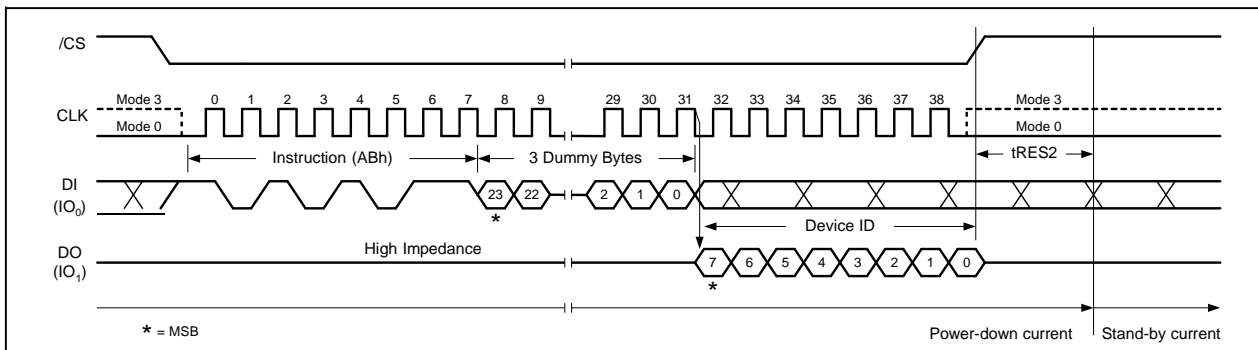 /CS
Mode 3
0 1 2 3 4 5 6 7 8 9 29 30 31 32 33 34 35 36 37 38
Mode 3
CLK
Mode 0
Mode 0
Instruction (ABh)
3 Dummy Bytes
tRES2
DI
(IO0)
23 22 2 1 0
*
Device ID
High Impedance
DO
(IO1)
7 6 5 4 3 2 1 0
*
* = MSB
Power-down current
Stand-by current